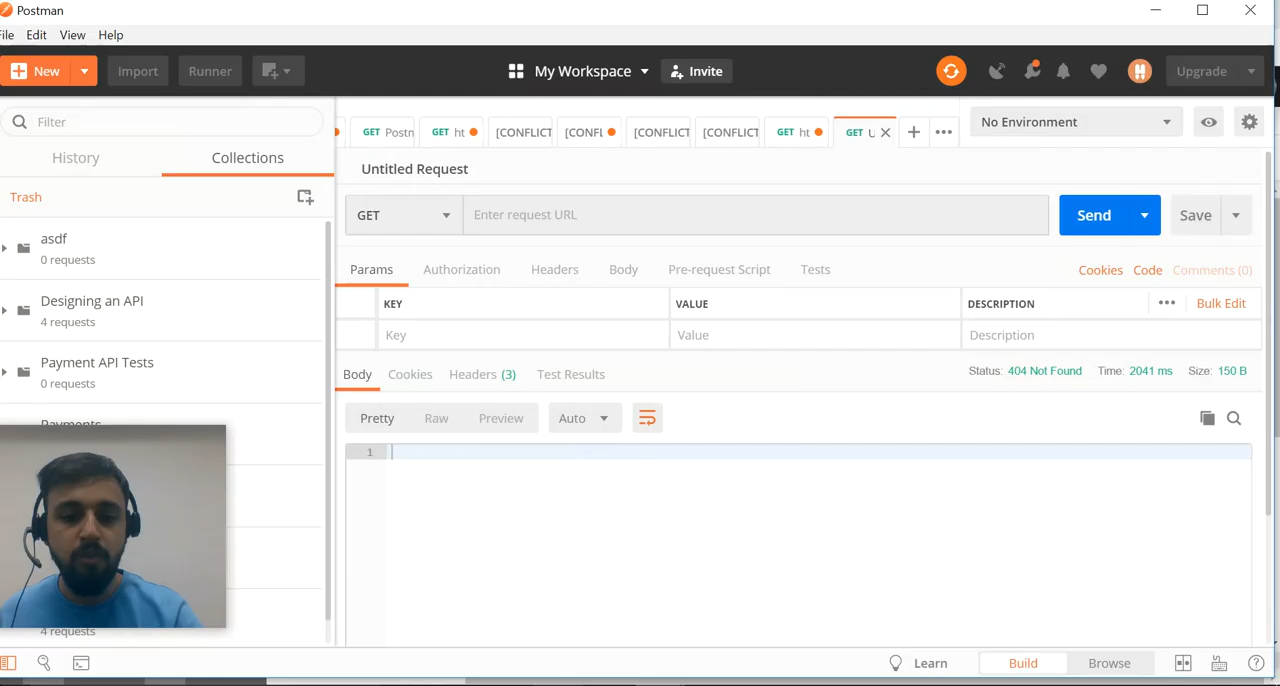 Postman
File Edit View Help
New Import Runner My Workspace Invite Upgrade
Filter
History Collections
Trash
asdf
0 requests
Designing an API
4 requests
Payment API Tests
0 requests
Payments
4 requests
GET Postn GET ht [CONFLICT [CONFL [CONFLICT [CONFLICT GET ht GET U
No Environment
Untitled Request
GET Enter request URL Send Save
Params Authorization Headers Body Pre-request Script Tests Cookies Code Comments (0)
KEY VALUE DESCRIPTION Bulk Edit
Key Value Description
Body Cookies Headers (3) Test Results Status: 404 Not Found Time: 2041 ms Size: 150 B
Pretty Raw Preview Auto
1
Learn Build Browse